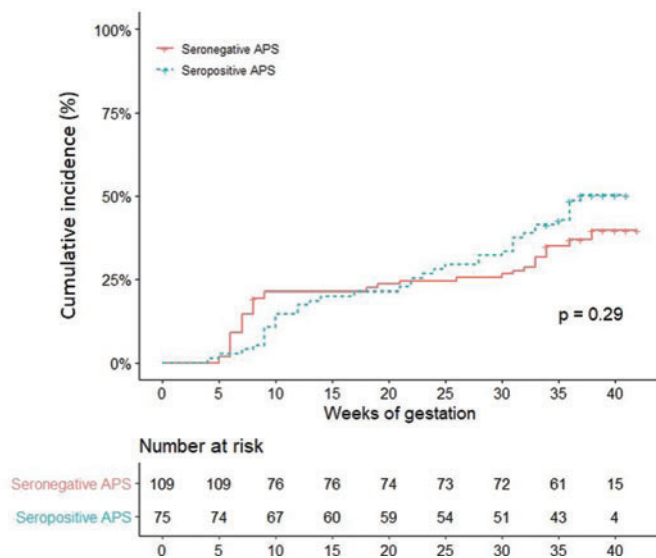 100%
75%
50%
25%
0%
Cumulative incidence (%)
Seronegative APS
Seropositive APS
p = 0.29
0 5 10 15 20 25 30 35 40
Weeks of gestation
Number at risk
Seronegative APS 109 109 76 76 74 73 72 61 15
Seropositive APS 75 74 67 60 59 54 51 43 4
0 5 10 15 20 25 30 35 40